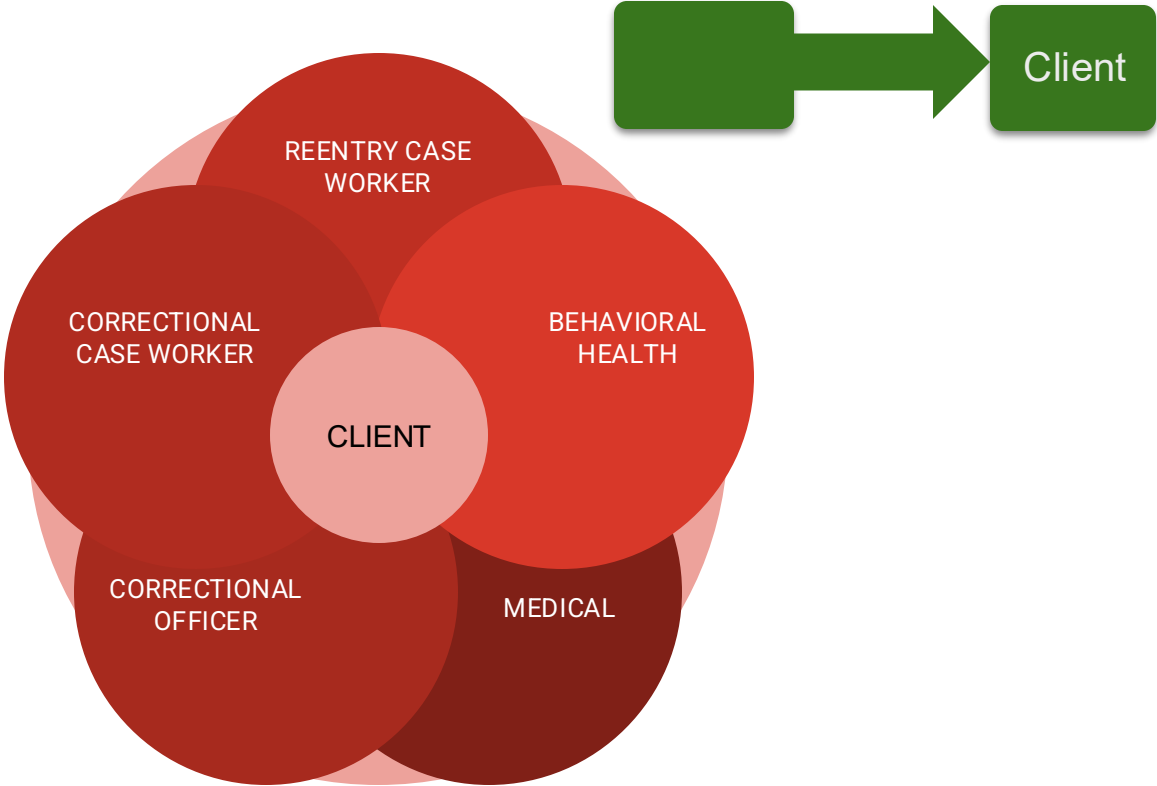 Client
REENTRY CASE
WORKER
CORRECTIONAL
CASE WORKER
BEHAVIORAL
HEALTH
CLIENT
CORRECTIONAL
OFFICER
MEDICAL